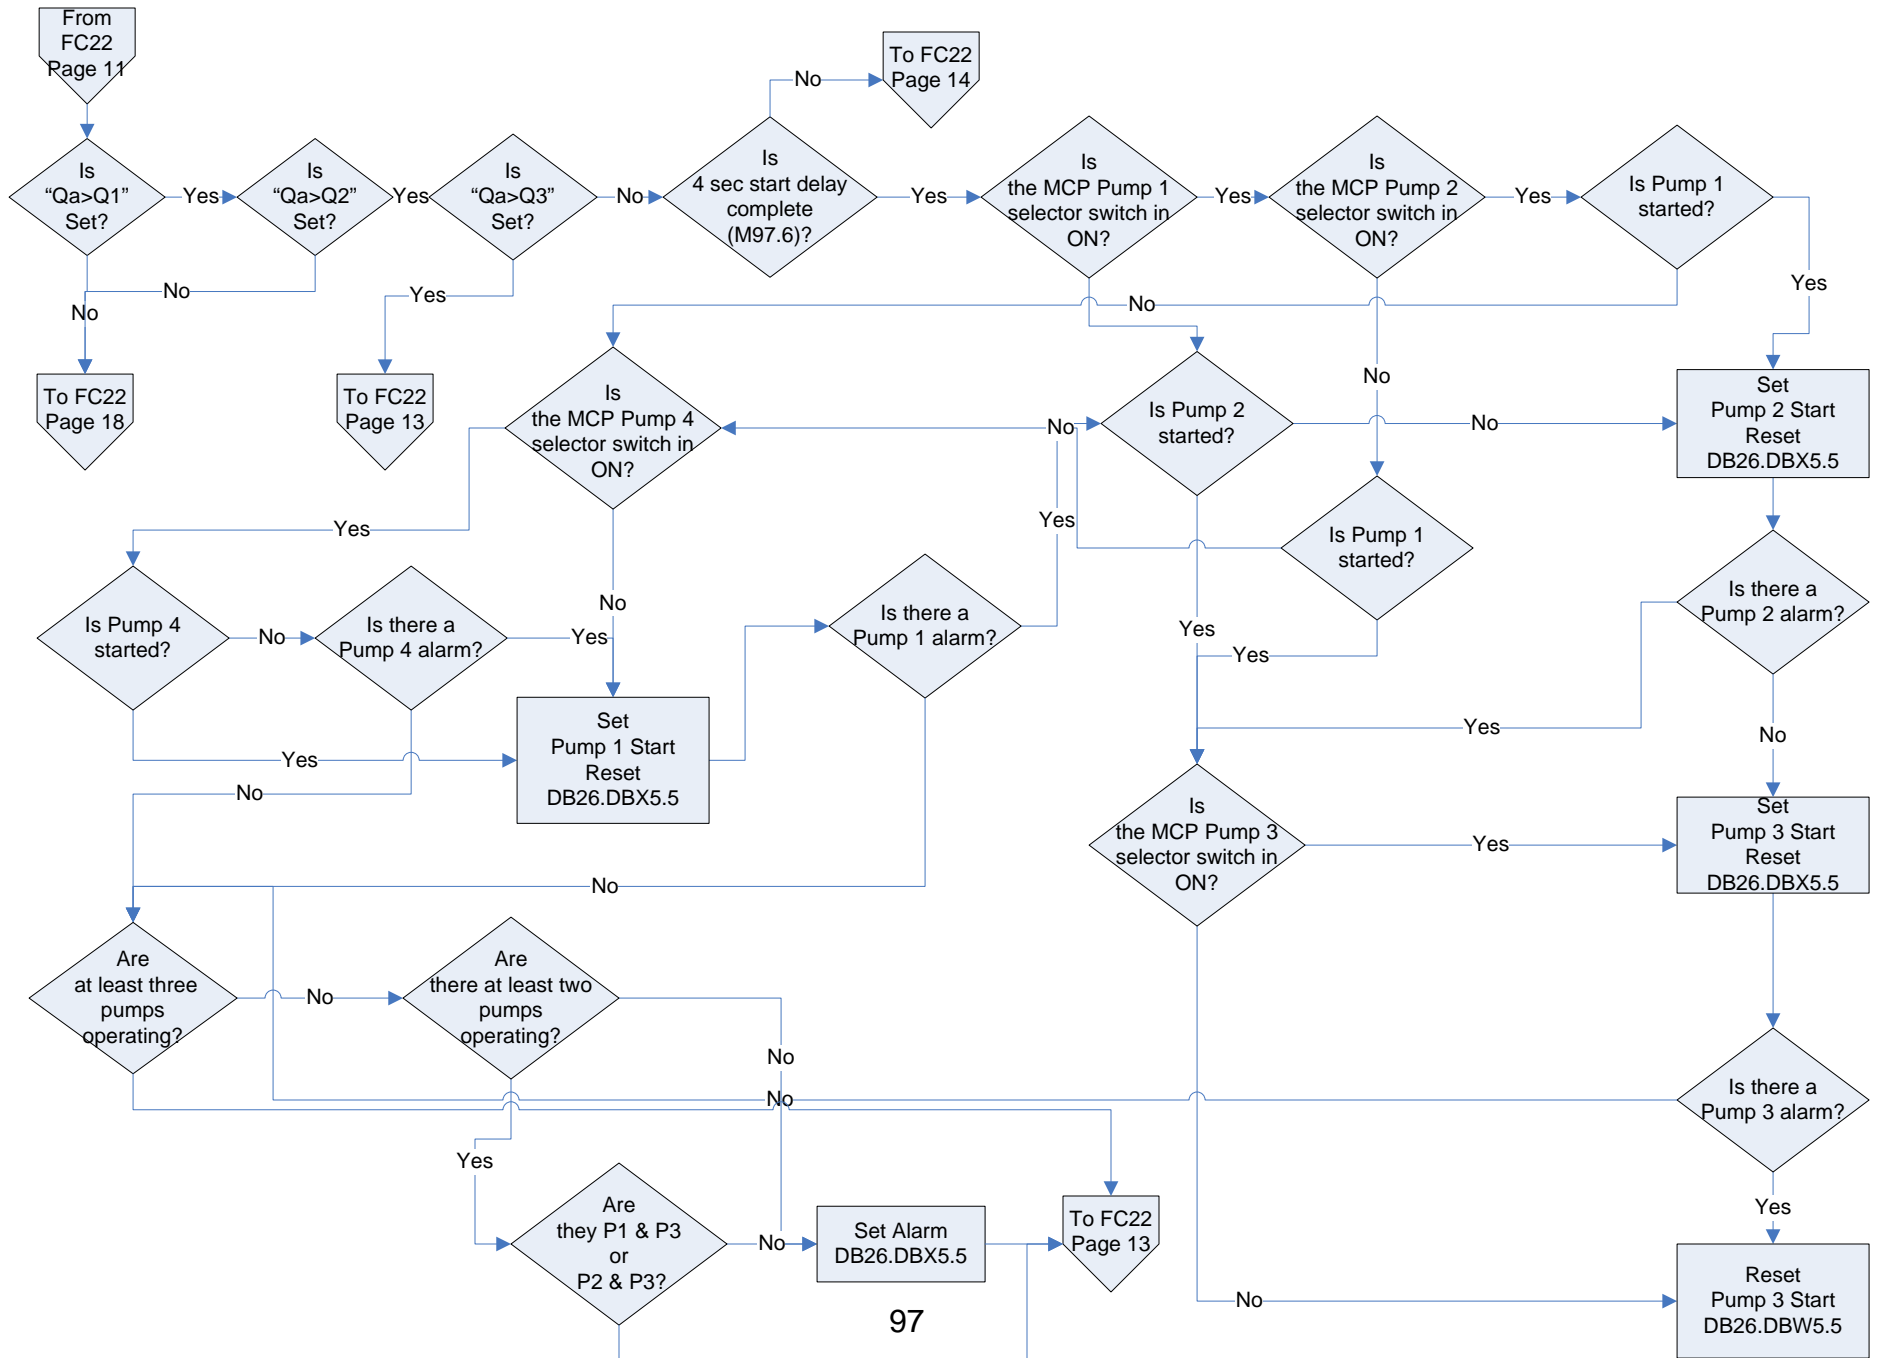 From
FC22
Page 11
To FC22
Page 14
No
Is
“Qa>Q1”
Set?
Yes
Is
“Qa>Q2”
Set?
Yes
Is
“Qa>Q3”
Set?
No
Is
4 sec start delay
complete
(M97.6)?
Yes
Is
the MCP Pump 1
selector switch in
ON?
Yes
Is
the MCP Pump 2
selector switch in
ON?
Yes
Is Pump 1
started?
Yes
No
No
Yes
No
To FC22
Page 18
To FC22
Page 13
Is
the MCP Pump 4
selector switch in
ON?
No
Is Pump 2
started?
No
No
Set
Pump 2 Start
Reset
DB26.DBX5.5
Yes
Yes
Is Pump 1
started?
Is Pump 4
started?
No
Is there a
Pump 4 alarm?
Yes
No
Is there a
Pump 1 alarm?
Yes
Yes
Is there a
Pump 2 alarm?
Yes
No
Set
Pump 1 Start
Reset
DB26.DBX5.5
Yes
No
Is
the MCP Pump 3
selector switch in
ON?
Yes
Set
Pump 3 Start
Reset
DB26.DBX5.5
No
Are
at least three
pumps
operating?
No
Are
there at least two
pumps
operating?
No
No
Is there a
Pump 3 alarm?
Yes
Yes
Are
they P1 & P3
or
P2 & P3?
No
Set Alarm
DB26.DBX5.5
To FC22
Page 13
No
Reset
Pump 3 Start
DB26.DBW5.5
97